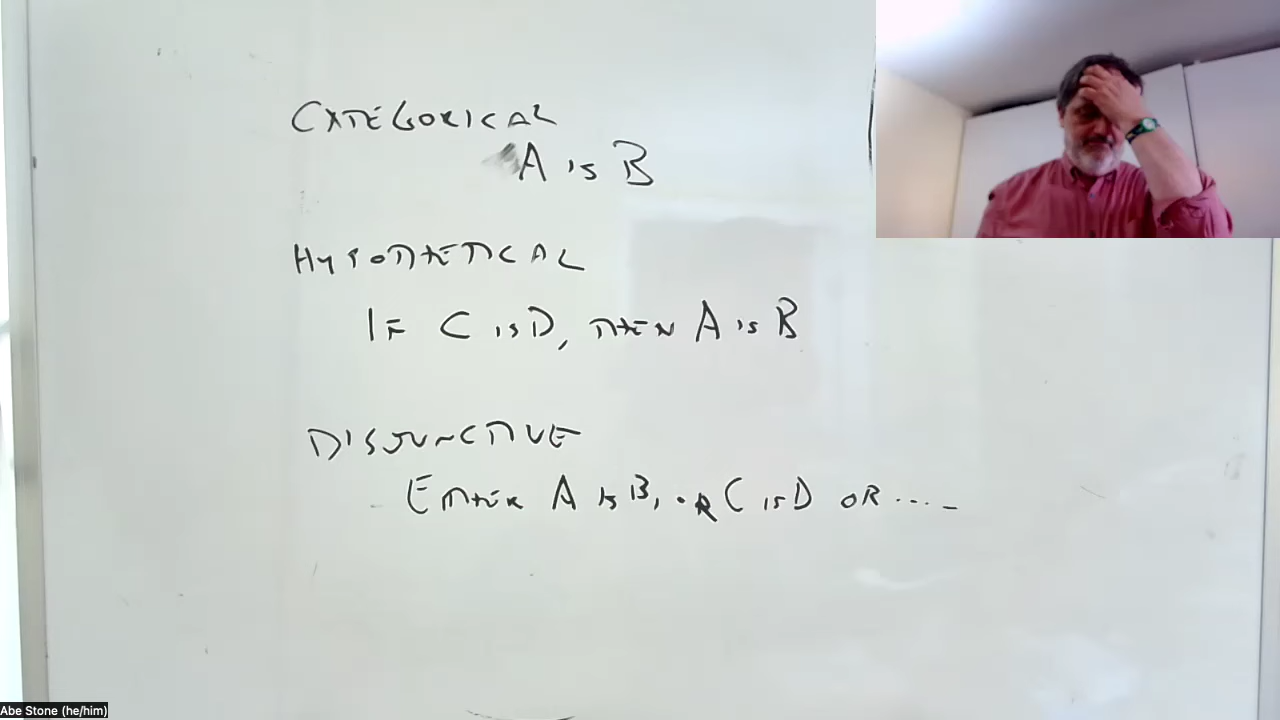 CATEGORICAL
A IS B
HYPOTHETICAL
IF C IS D, THEN A IS B
DISJUNCTIVE
EITHER A IS B, OR C IS D OR ....
Abe Stone (he/him)